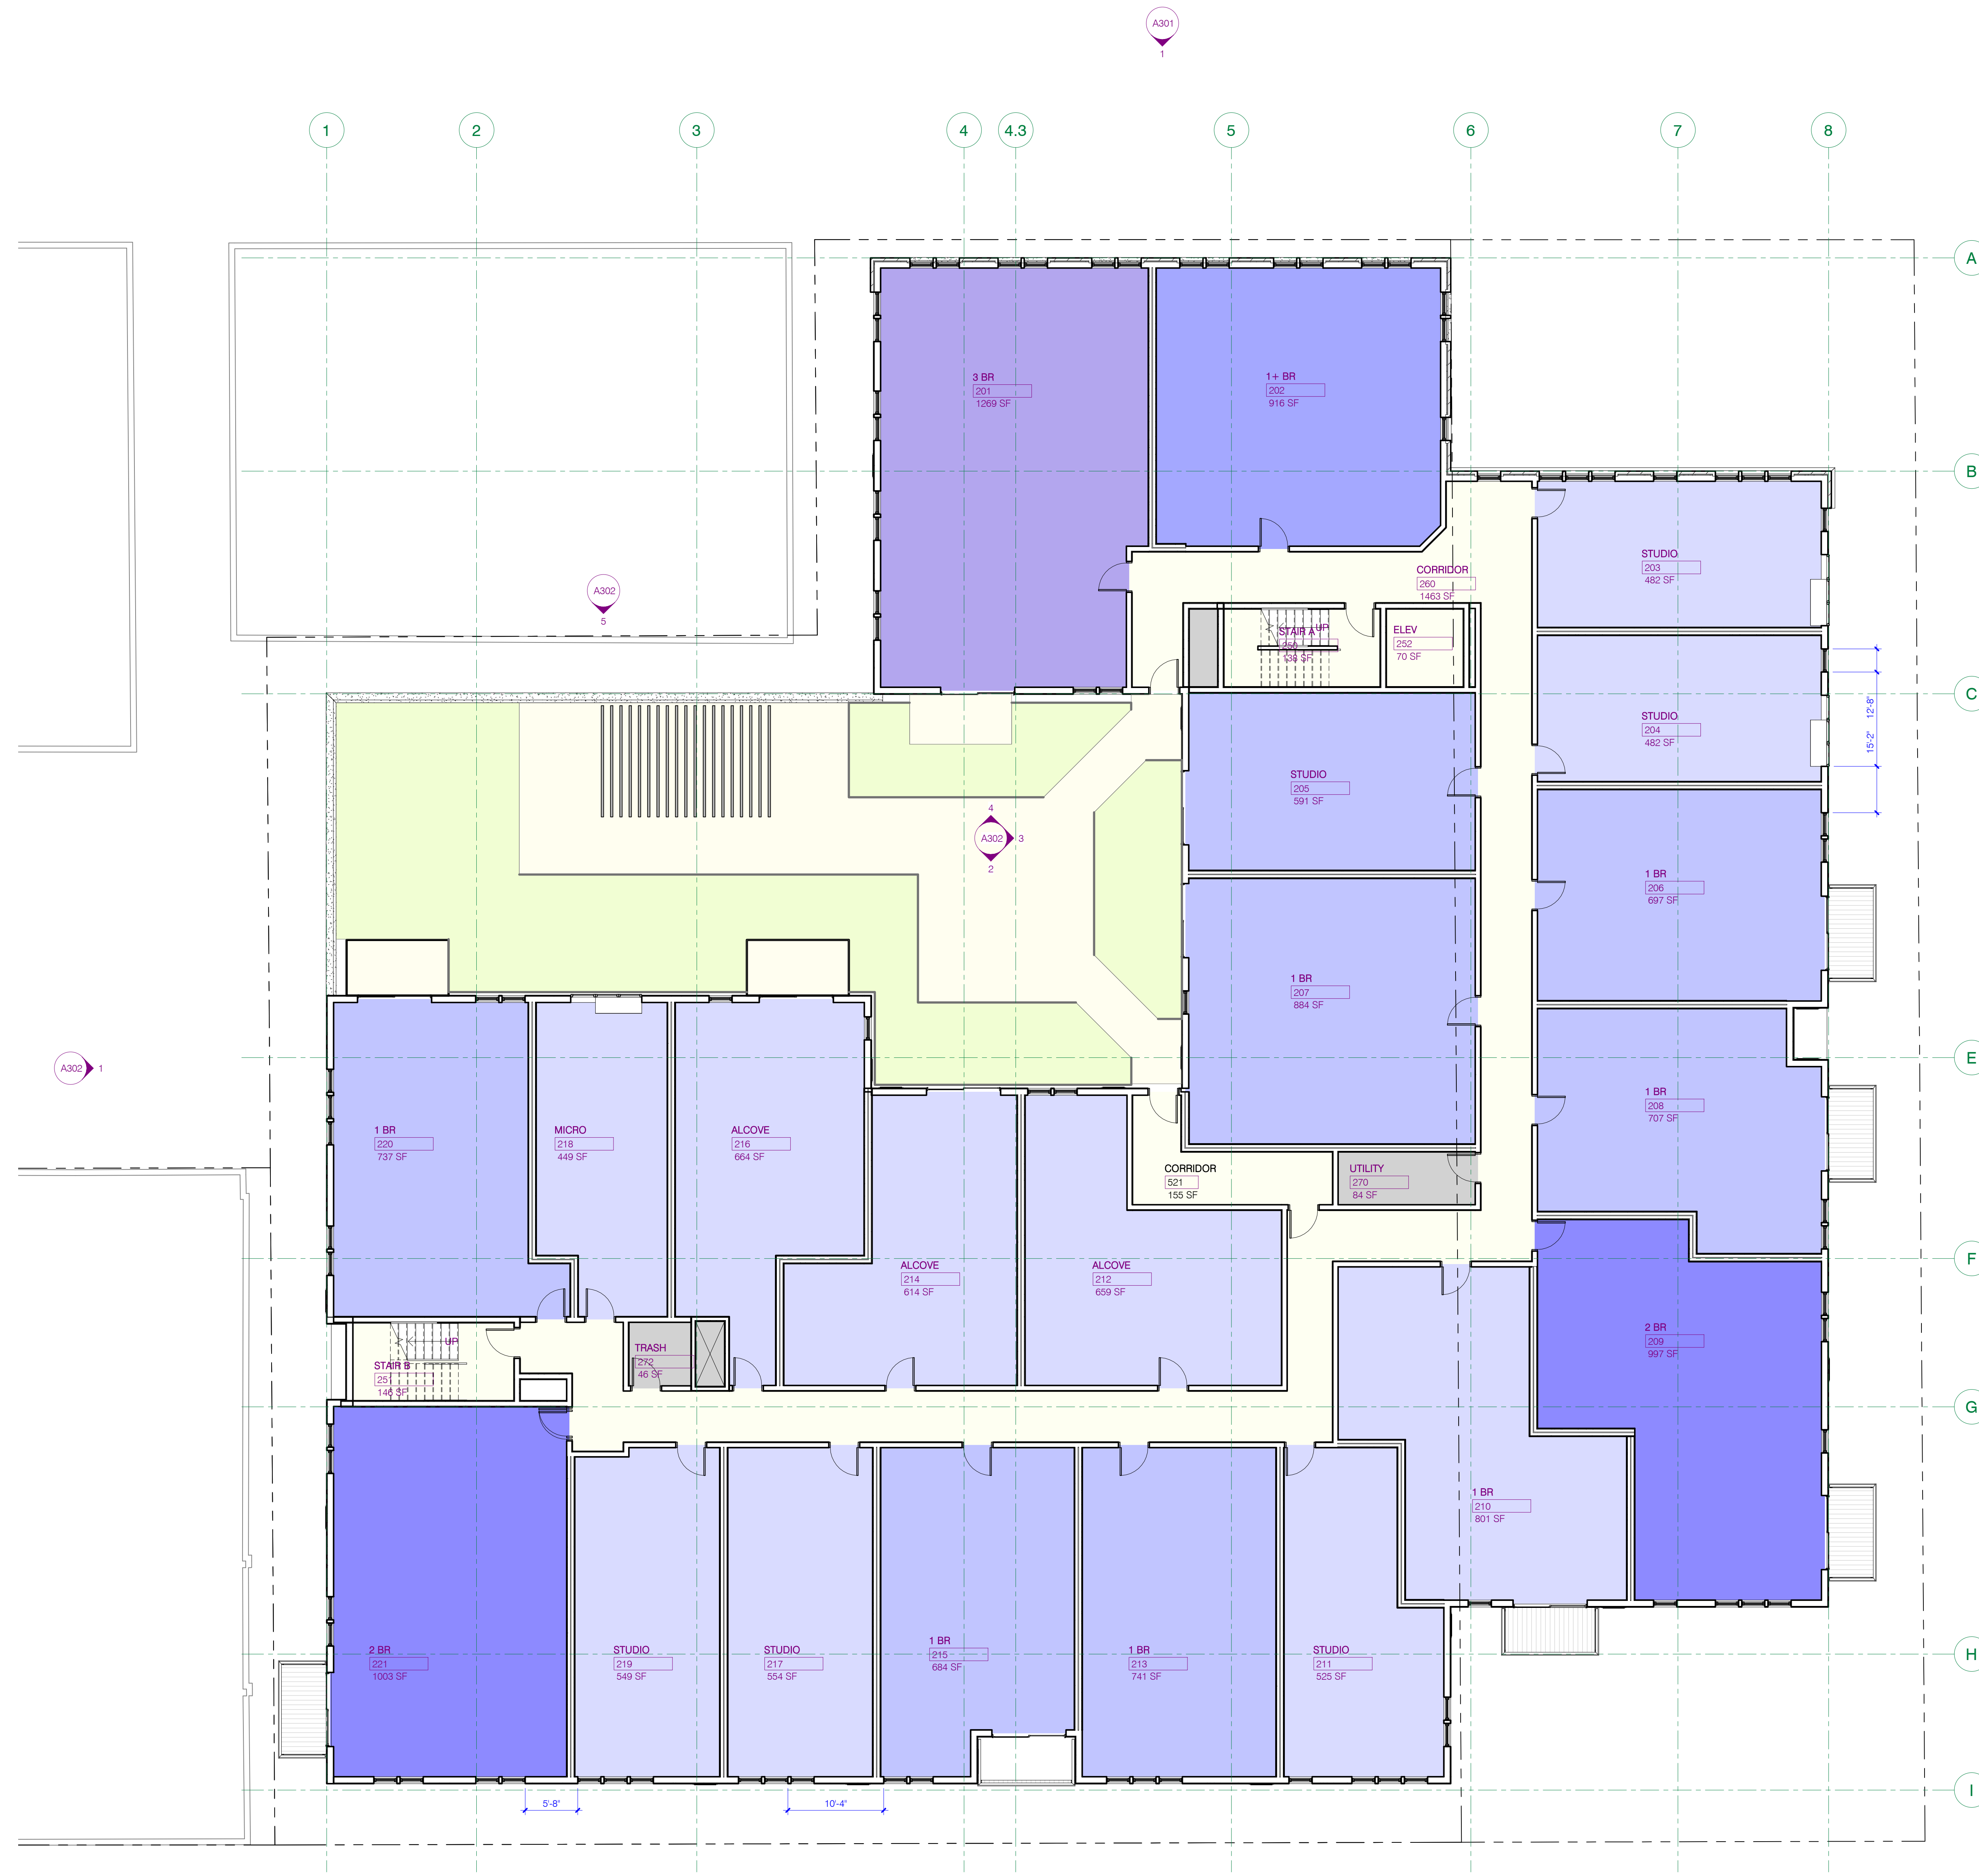 A301
1
1
2
3
4
4.3
5
6
7
8
A
3 BR
201
1269 SF
1+ BR
202
916 SF
B
STUDIO
203
482 SF
CORRIDOR
260
1463 SF
A302
5
STAIR A
UP
250
138 SF
ELEV
252
70 SF
C
12'-8"
15'-2"
STUDIO
204
482 SF
STUDIO
205
591 SF
4
A302
3
2
1 BR
206
697 SF
1 BR
207
884 SF
A302
1
E
1 BR
208
707 SF
1 BR
220
737 SF
MICRO
218
449 SF
ALCOVE
216
664 SF
CORRIDOR
521
155 SF
UTILITY
270
84 SF
F
ALCOVE
214
614 SF
ALCOVE
212
659 SF
2 BR
209
997 SF
UP
STAIR B
251
146 SF
TRASH
272
46 SF
G
1 BR
210
801 SF
2 BR
221
1003 SF
STUDIO
219
549 SF
STUDIO
217
554 SF
1 BR
215
684 SF
1 BR
213
741 SF
STUDIO
211
525 SF
H
I
5'-8"
10'-4"